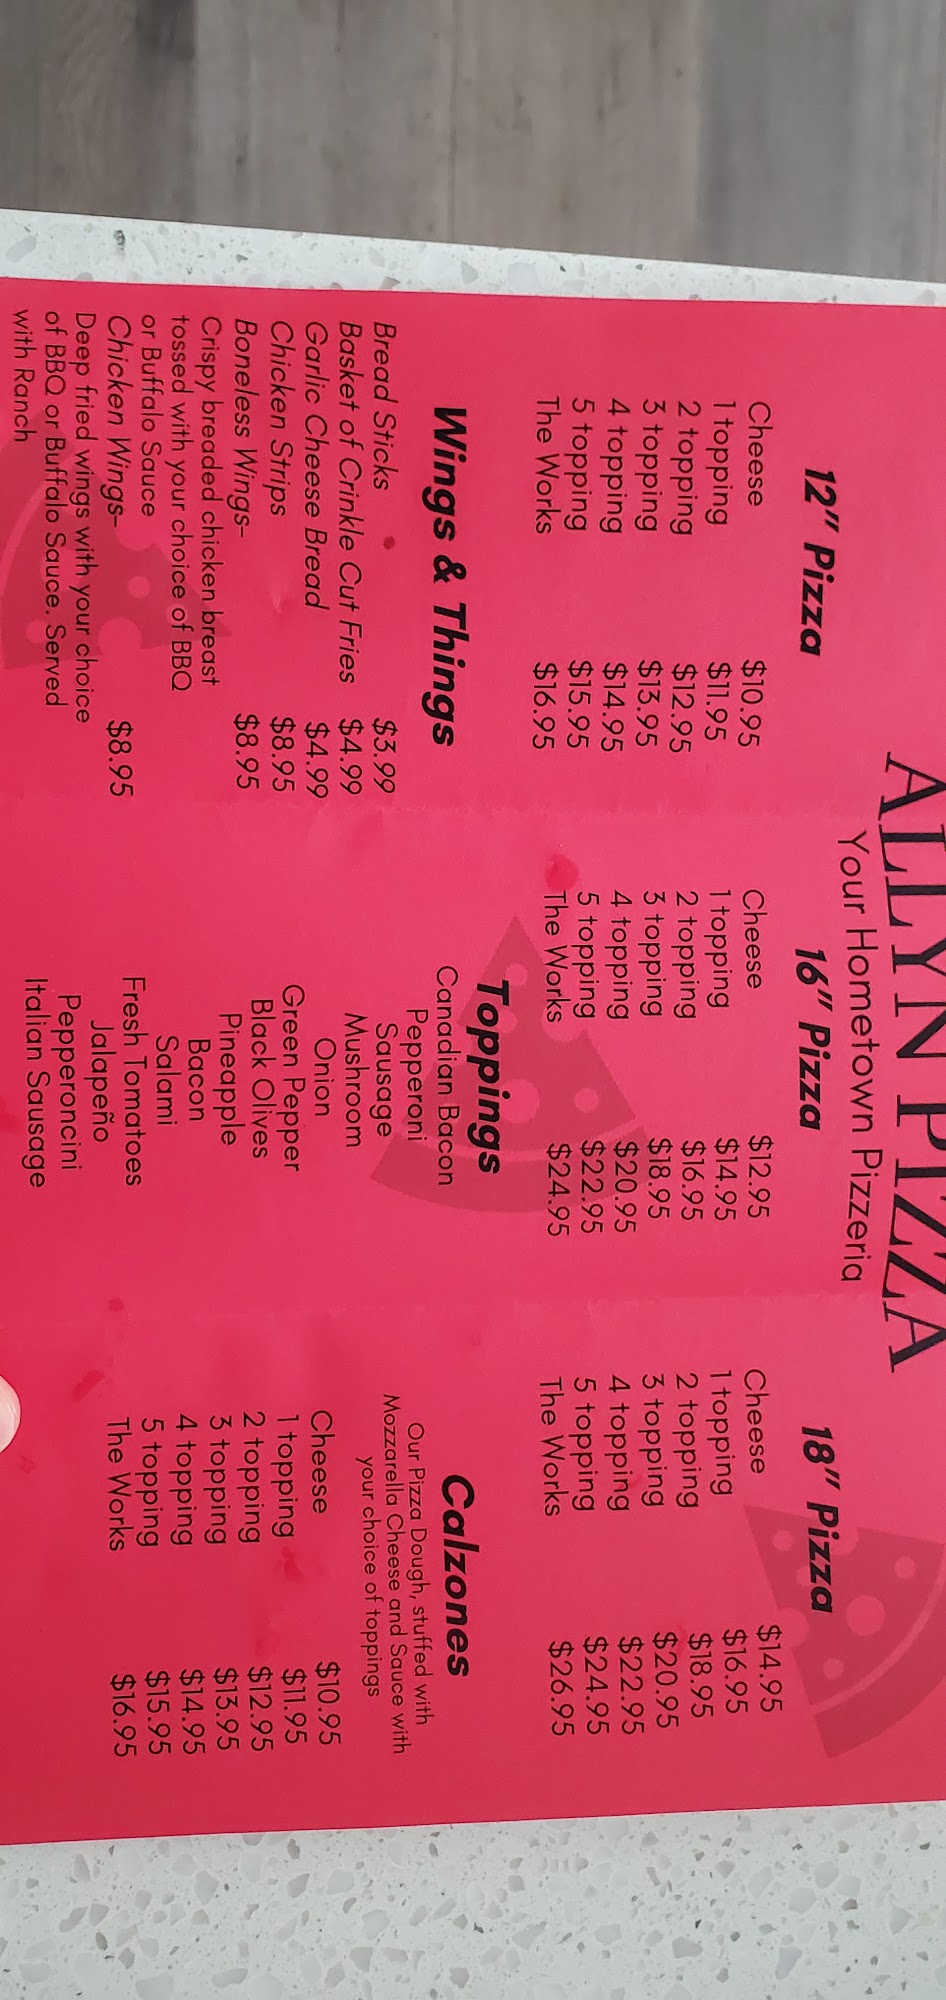 ALLYN PIZZA
Your Hometown Pizzeria
12" Pizza
Cheese $10.95
1 topping $11.95
2 topping $12.95
3 topping $13.95
4 topping $14.95
5 topping $15.95
The Works $16.95
16" Pizza
Cheese $12.95
1 topping $14.95
2 topping $16.95
3 topping $18.95
4 topping $20.95
5 topping $22.95
The Works $24.95
18" Pizza
Cheese $14.95
1 topping $16.95
2 topping $18.95
3 topping $20.95
4 topping $22.95
5 topping $24.95
The Works $26.95
Wings & Things
Bread Sticks $3.99
Basket of Crinkle Cut Fries $4.99
Garlic Cheese Bread $4.99
Chicken Strips $8.95
Boneless Wings- $8.95
Crispy breaded chicken breast
tossed with your choice of BBQ
or Buffalo Sauce
Chicken Wings- $8.95
Deep fried wings with your choice
of BBQ or Buffalo Sauce. Served
with Ranch
Toppings
Canadian Bacon
Pepperoni
Sausage
Mushroom
Onion
Green Pepper
Black Olives
Pineapple
Bacon
Salami
Fresh Tomatoes
Jalapeño
Pepperoncini
Italian Sausage
Calzones
Our Pizza Dough, stuffed with
Mozzarella Cheese and Sauce with
your choice of toppings
Cheese $10.95
1 topping $11.95
2 topping $12.95
3 topping $13.95
4 topping $14.95
5 topping $15.95
The Works $16.95